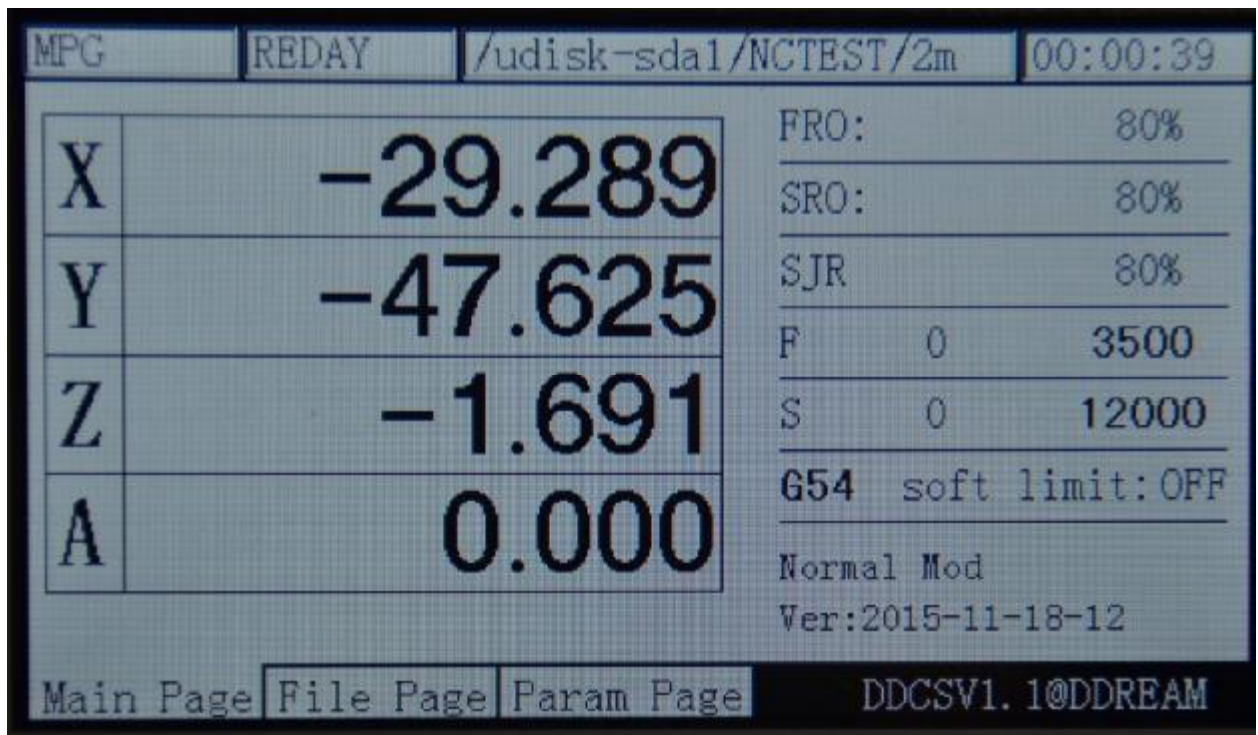 MPG REDAY /udisk-sda1/NCTEST/2m 00:00:39
X -29.289
Y -47.625
Z -1.691
A 0.000
FRO: 80%
SRO: 80%
SJR 80%
F 0 3500
S 0 12000
G54 soft limit:OFF
Normal Mod
Ver:2015-11-18-12
Main Page File Page Param Page DDCSV1.1@DDREAM